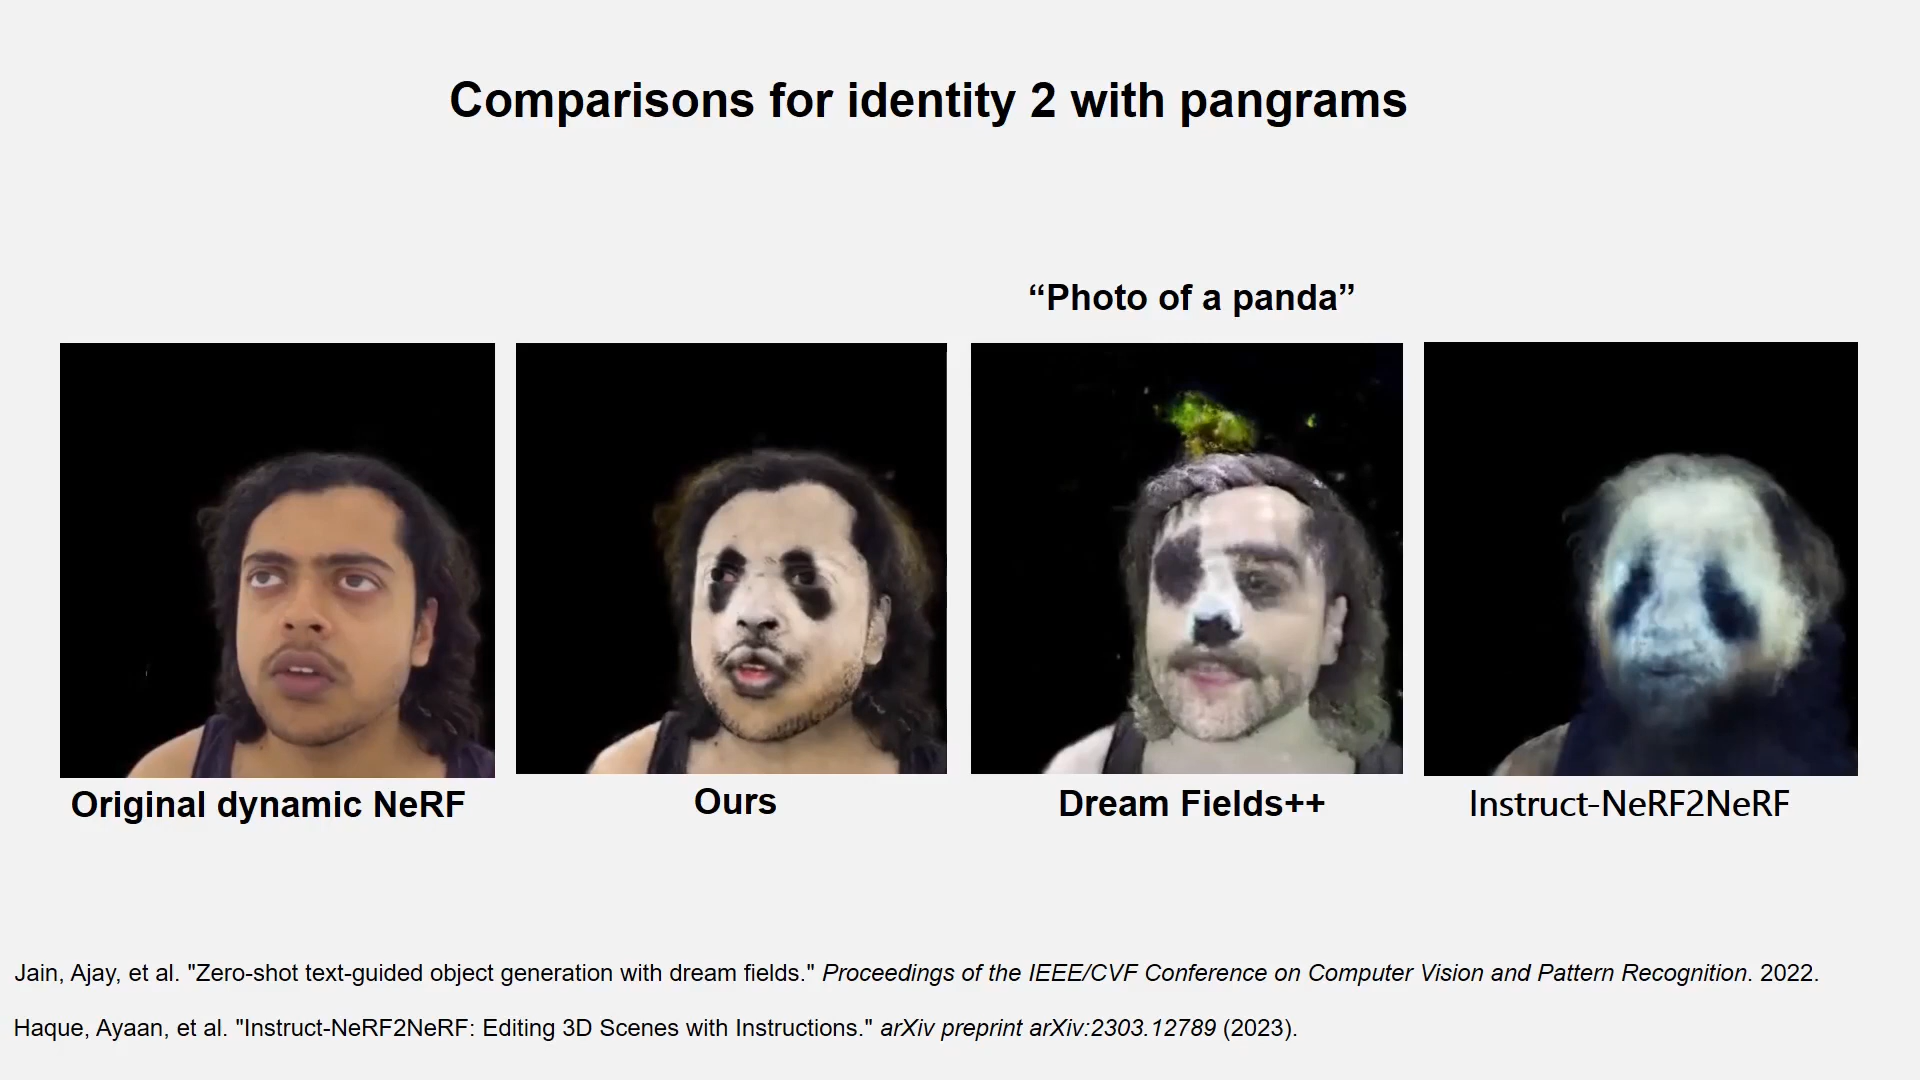 Comparisons for identity 2 with pangrams
“Photo of a panda”
Original dynamic NeRF
Ours
Dream Fields++
Instruct-NeRF2NeRF
Jain, Ajay, et al. "Zero-shot text-guided object generation with dream fields." Proceedings of the IEEE/CVF Conference on Computer Vision and Pattern Recognition. 2022.
Haque, Ayaan, et al. "Instruct-NeRF2NeRF: Editing 3D Scenes with Instructions." arXiv preprint arXiv:2303.12789 (2023).